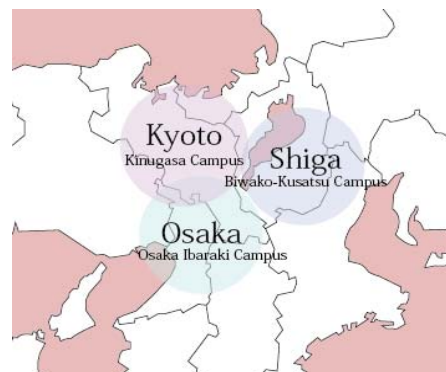 Kyoto
Kinugasa Campus
Shiga
Biwako-Kusatsu Campus
Osaka
Osaka Ibaraki Campus